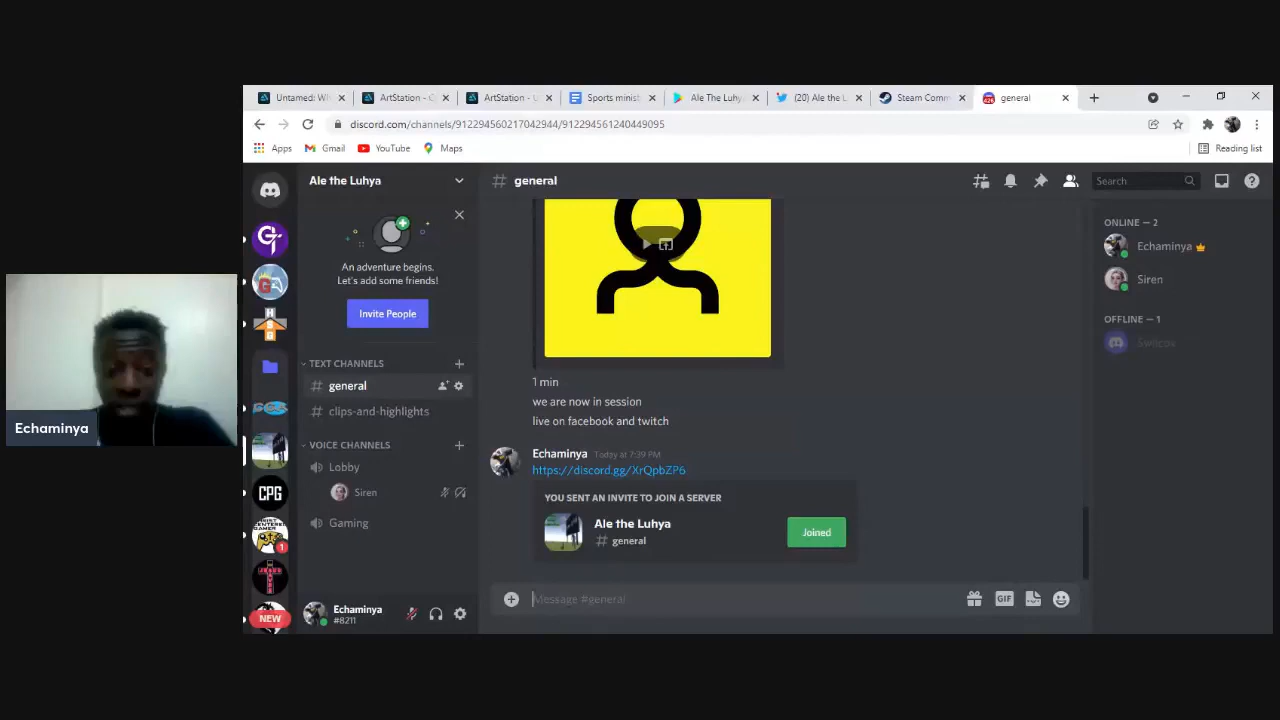 Untamed: Wi
ArtStation - C
ArtStation - U
Sports minist
Ale The Luhy
(20) Ale the L
Steam Comm
general
discord.com/channels/912294560217042944/912294561240449095
Apps
Gmail
YouTube
Maps
Reading list
Ale the Luhya
general
Search
An adventure begins.
Let's add some friends!
Invite People
TEXT CHANNELS
general
clips-and-highlights
VOICE CHANNELS
Lobby
Siren
Gaming
Echaminya
#8211
CPG
1
NEW
1 min
we are now in session
live on facebook and twitch
Echaminya Today at 7:39 PM
https://discord.gg/XrQpbZP6
YOU SENT AN INVITE TO JOIN A SERVER
Ale the Luhya
general
Joined
Message #general
GIF
ONLINE — 2
Echaminya
Siren
OFFLINE — 1
Echaminya